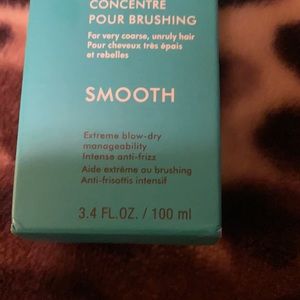 CONCENTRÉ
POUR BRUSHING
For very coarse, unruly hair
Pour cheveux très épais
et rebelles
SMOOTH
Extreme blow-dry
manageability
Intense anti-frizz
Aide extrême au brushing
Anti-frisottis intensif
3.4 FL.OZ. / 100 ml